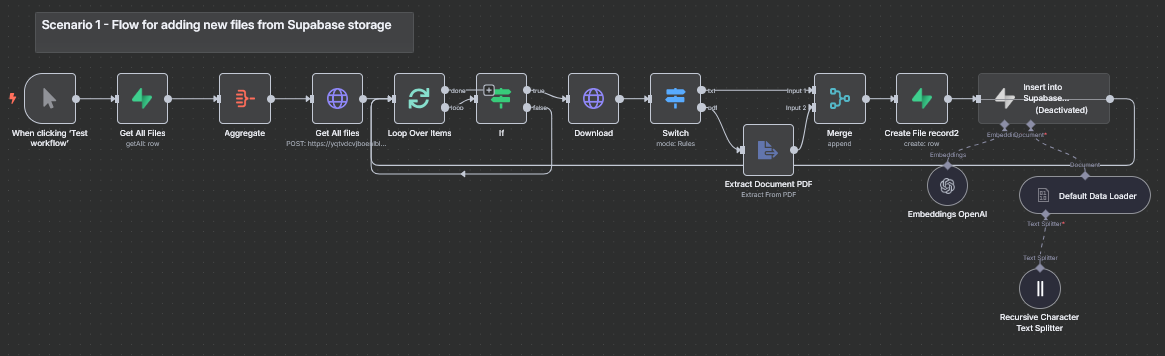 Scenario 1 - Flow for adding new files from Supabase storage
When clicking ‘Test
workflow’
Get All Files
getAll: row
Aggregate
Get All files
POST: https://yqtvdcvjboealbl...
Loop Over Items
done
loop
If
true
false
Download
Switch
mode: Rules
txt
pdf
Extract Document PDF
Extract From PDF
Input 1
Input 2
Merge
append
Create File record2
create: row
Insert into
Supabase...
(Deactivated)
Document*
Embeddings
Embeddings OpenAI
Document
Default Data Loader
Text Splitter*
Text Splitter
Recursive Character
Text Splitter